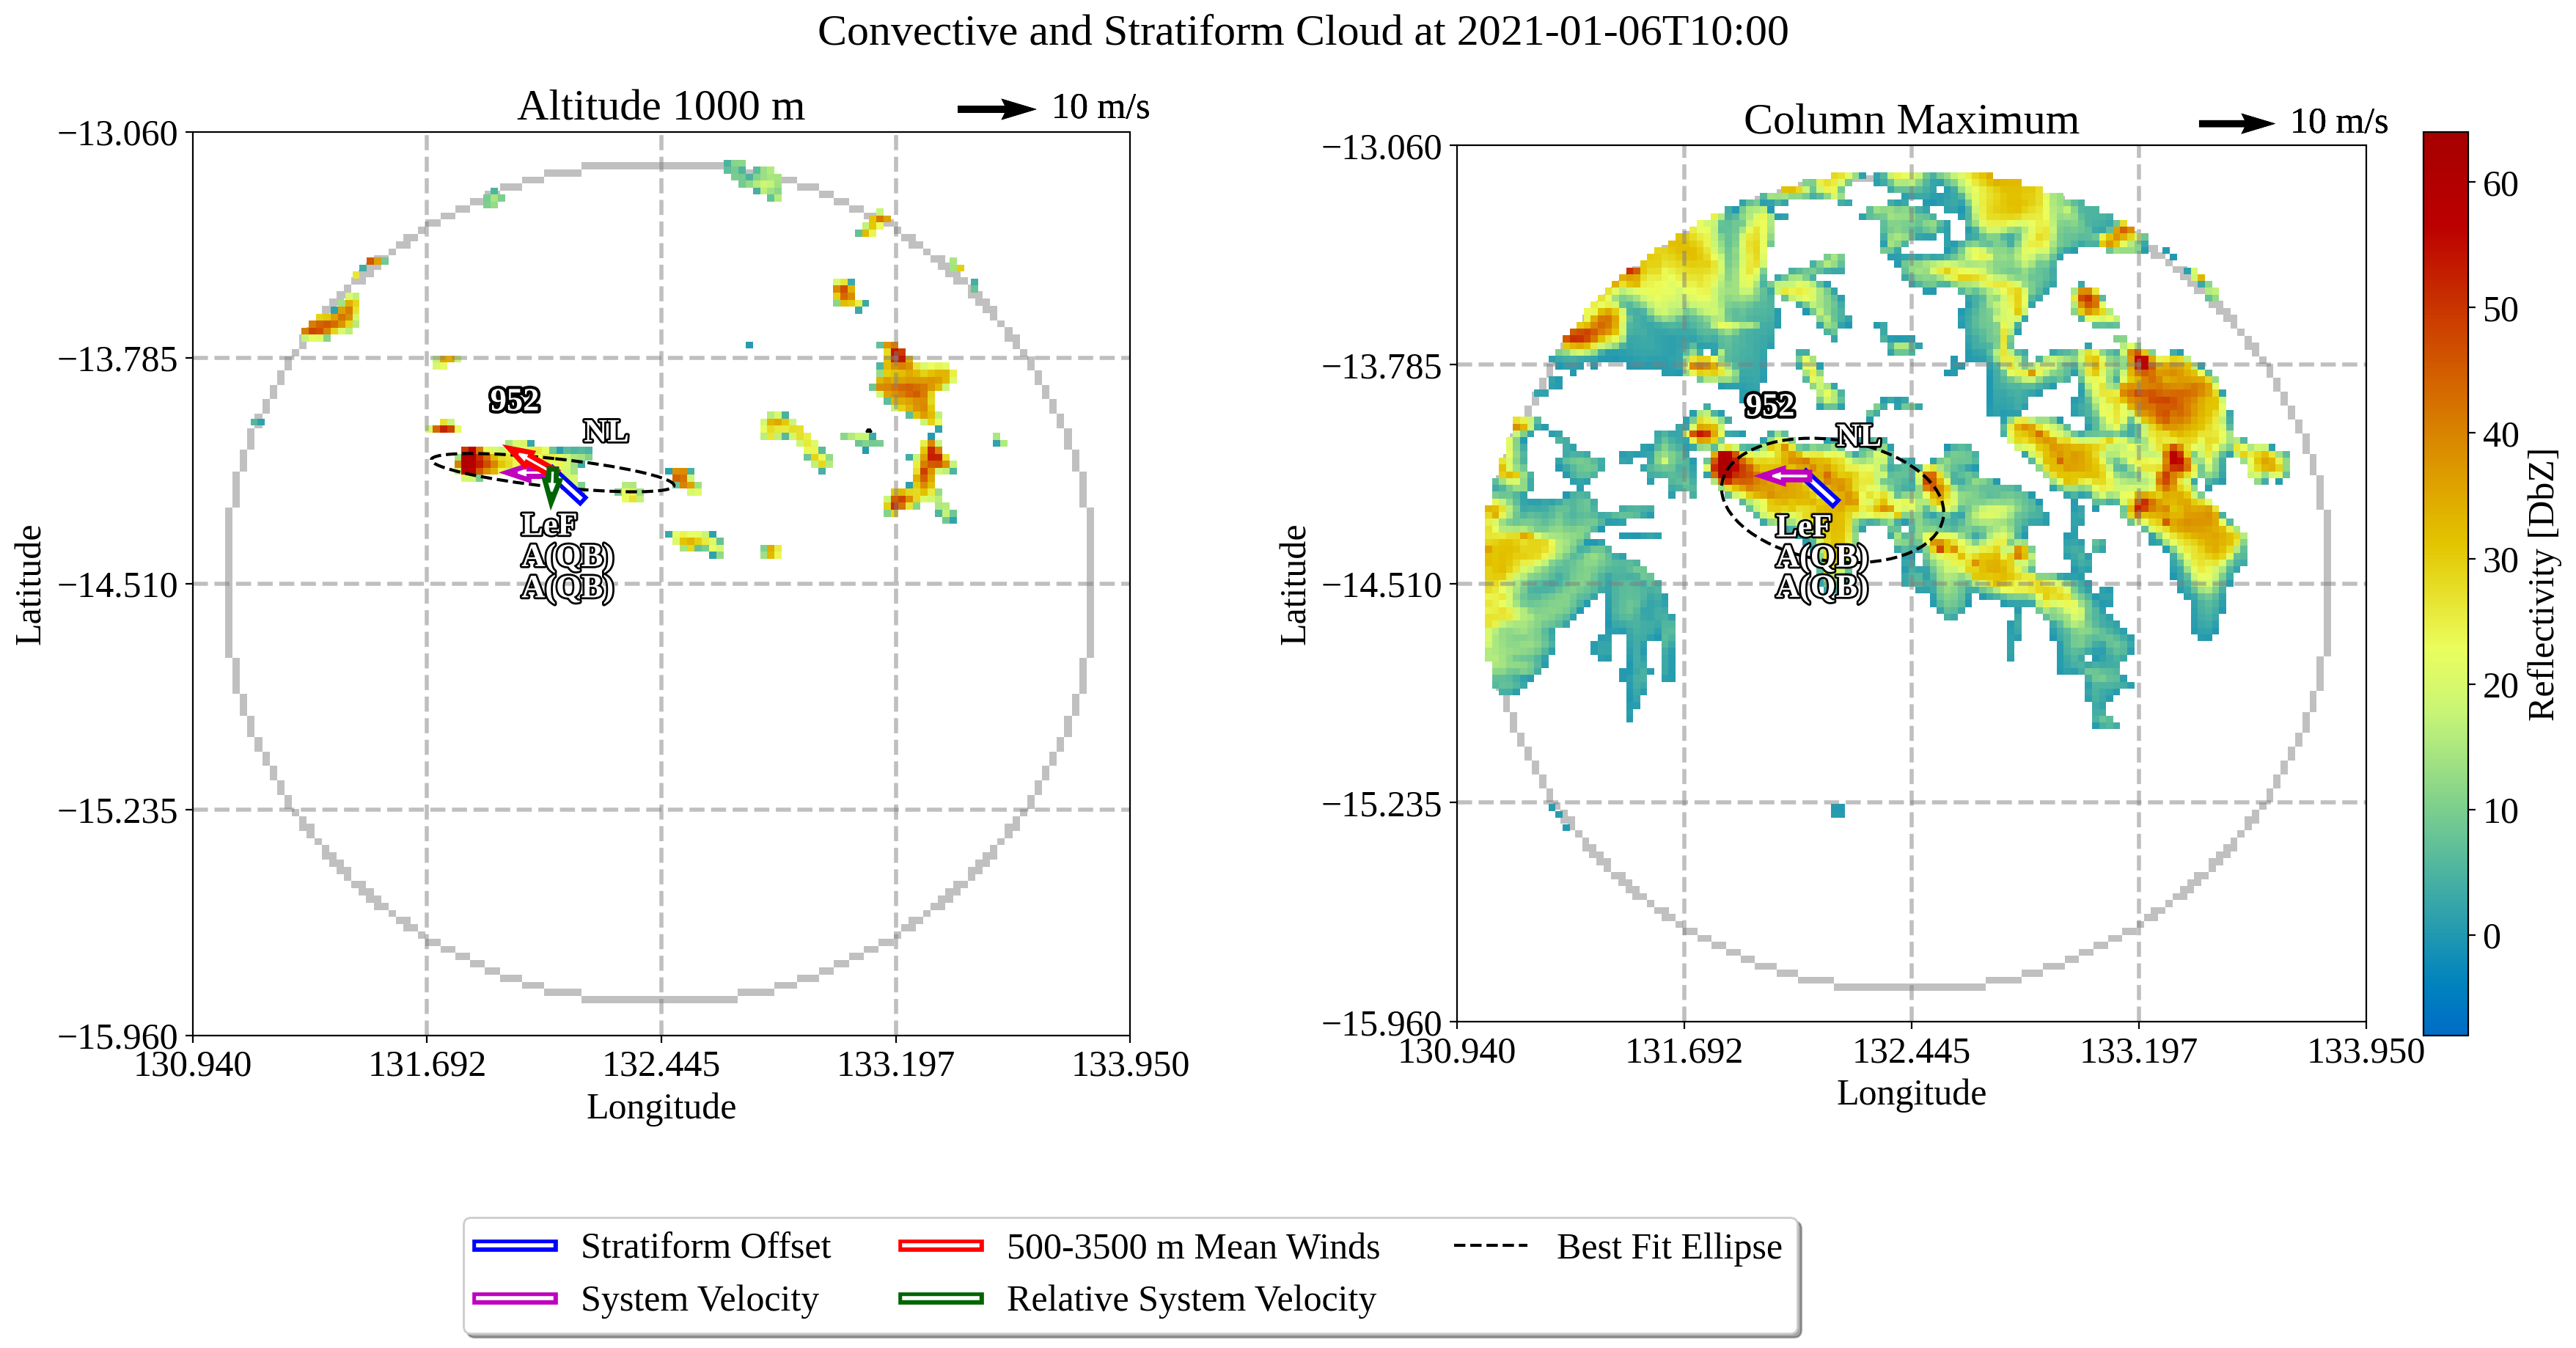 Convective and Stratiform Cloud at 2021-01-06T10:00
Altitude 1000 m
10 m/s
−13.060
−13.785
−14.510
−15.235
−15.960
130.940
131.692
132.445
133.197
133.950
Latitude
Longitude
952
NL
LeF
A(QB)
A(QB)
Column Maximum
10 m/s
−13.060
−13.785
−14.510
−15.235
−15.960
130.940
131.692
132.445
133.197
133.950
Latitude
Longitude
952
NL
LeF
A(QB)
A(QB)
60
50
40
30
20
10
0
Reflectivity [DbZ]
Stratiform Offset
System Velocity
500-3500 m Mean Winds
Relative System Velocity
Best Fit Ellipse